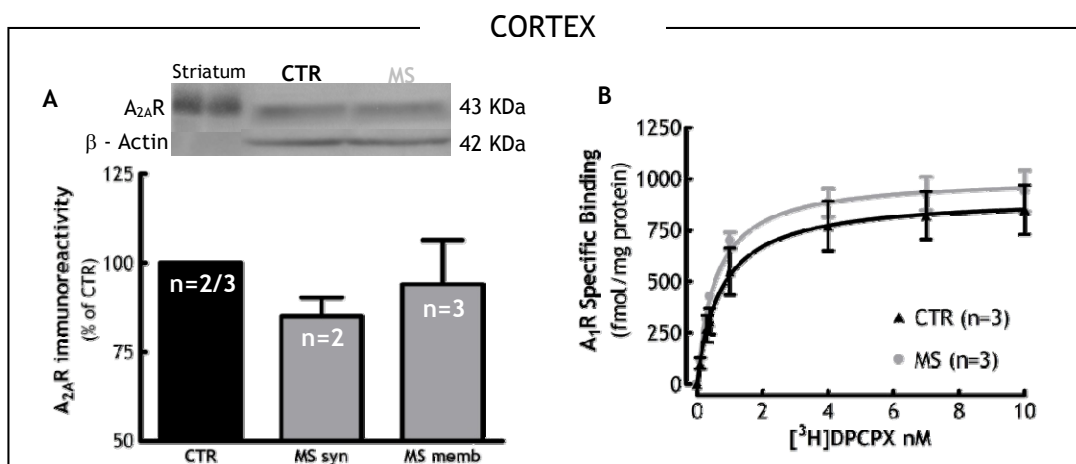 CORTEX
A
Striatum CTR MS
A₂ₐR 43 KDa
β - Actin 42 KDa
A₂ₐR immunoreactivity
(% of CTR)
125
100
75
50
n=2/3
n=2
n=3
CTR MS syn MS memb
B
A₁R Specific Binding
(fmol/mg protein)
1250
1000
750
500
250
0
CTR (n=3)
MS (n=3)
0 2 4 6 8 10
[³H]DPCPX nM